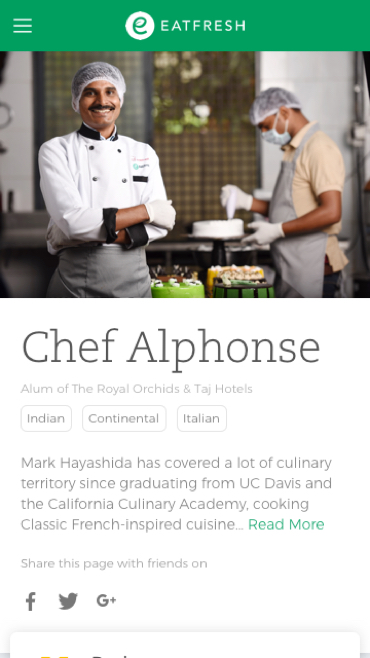 EATFRESH
Chef Alphonse
Alum of The Royal Orchids & Taj Hotels
Indian Continental Italian
Mark Hayashida has covered a lot of culinary
territory since graduating from UC Davis and
the California Culinary Academy, cooking
Classic French-inspired cuisine... Read More
Share this page with friends on
f G+